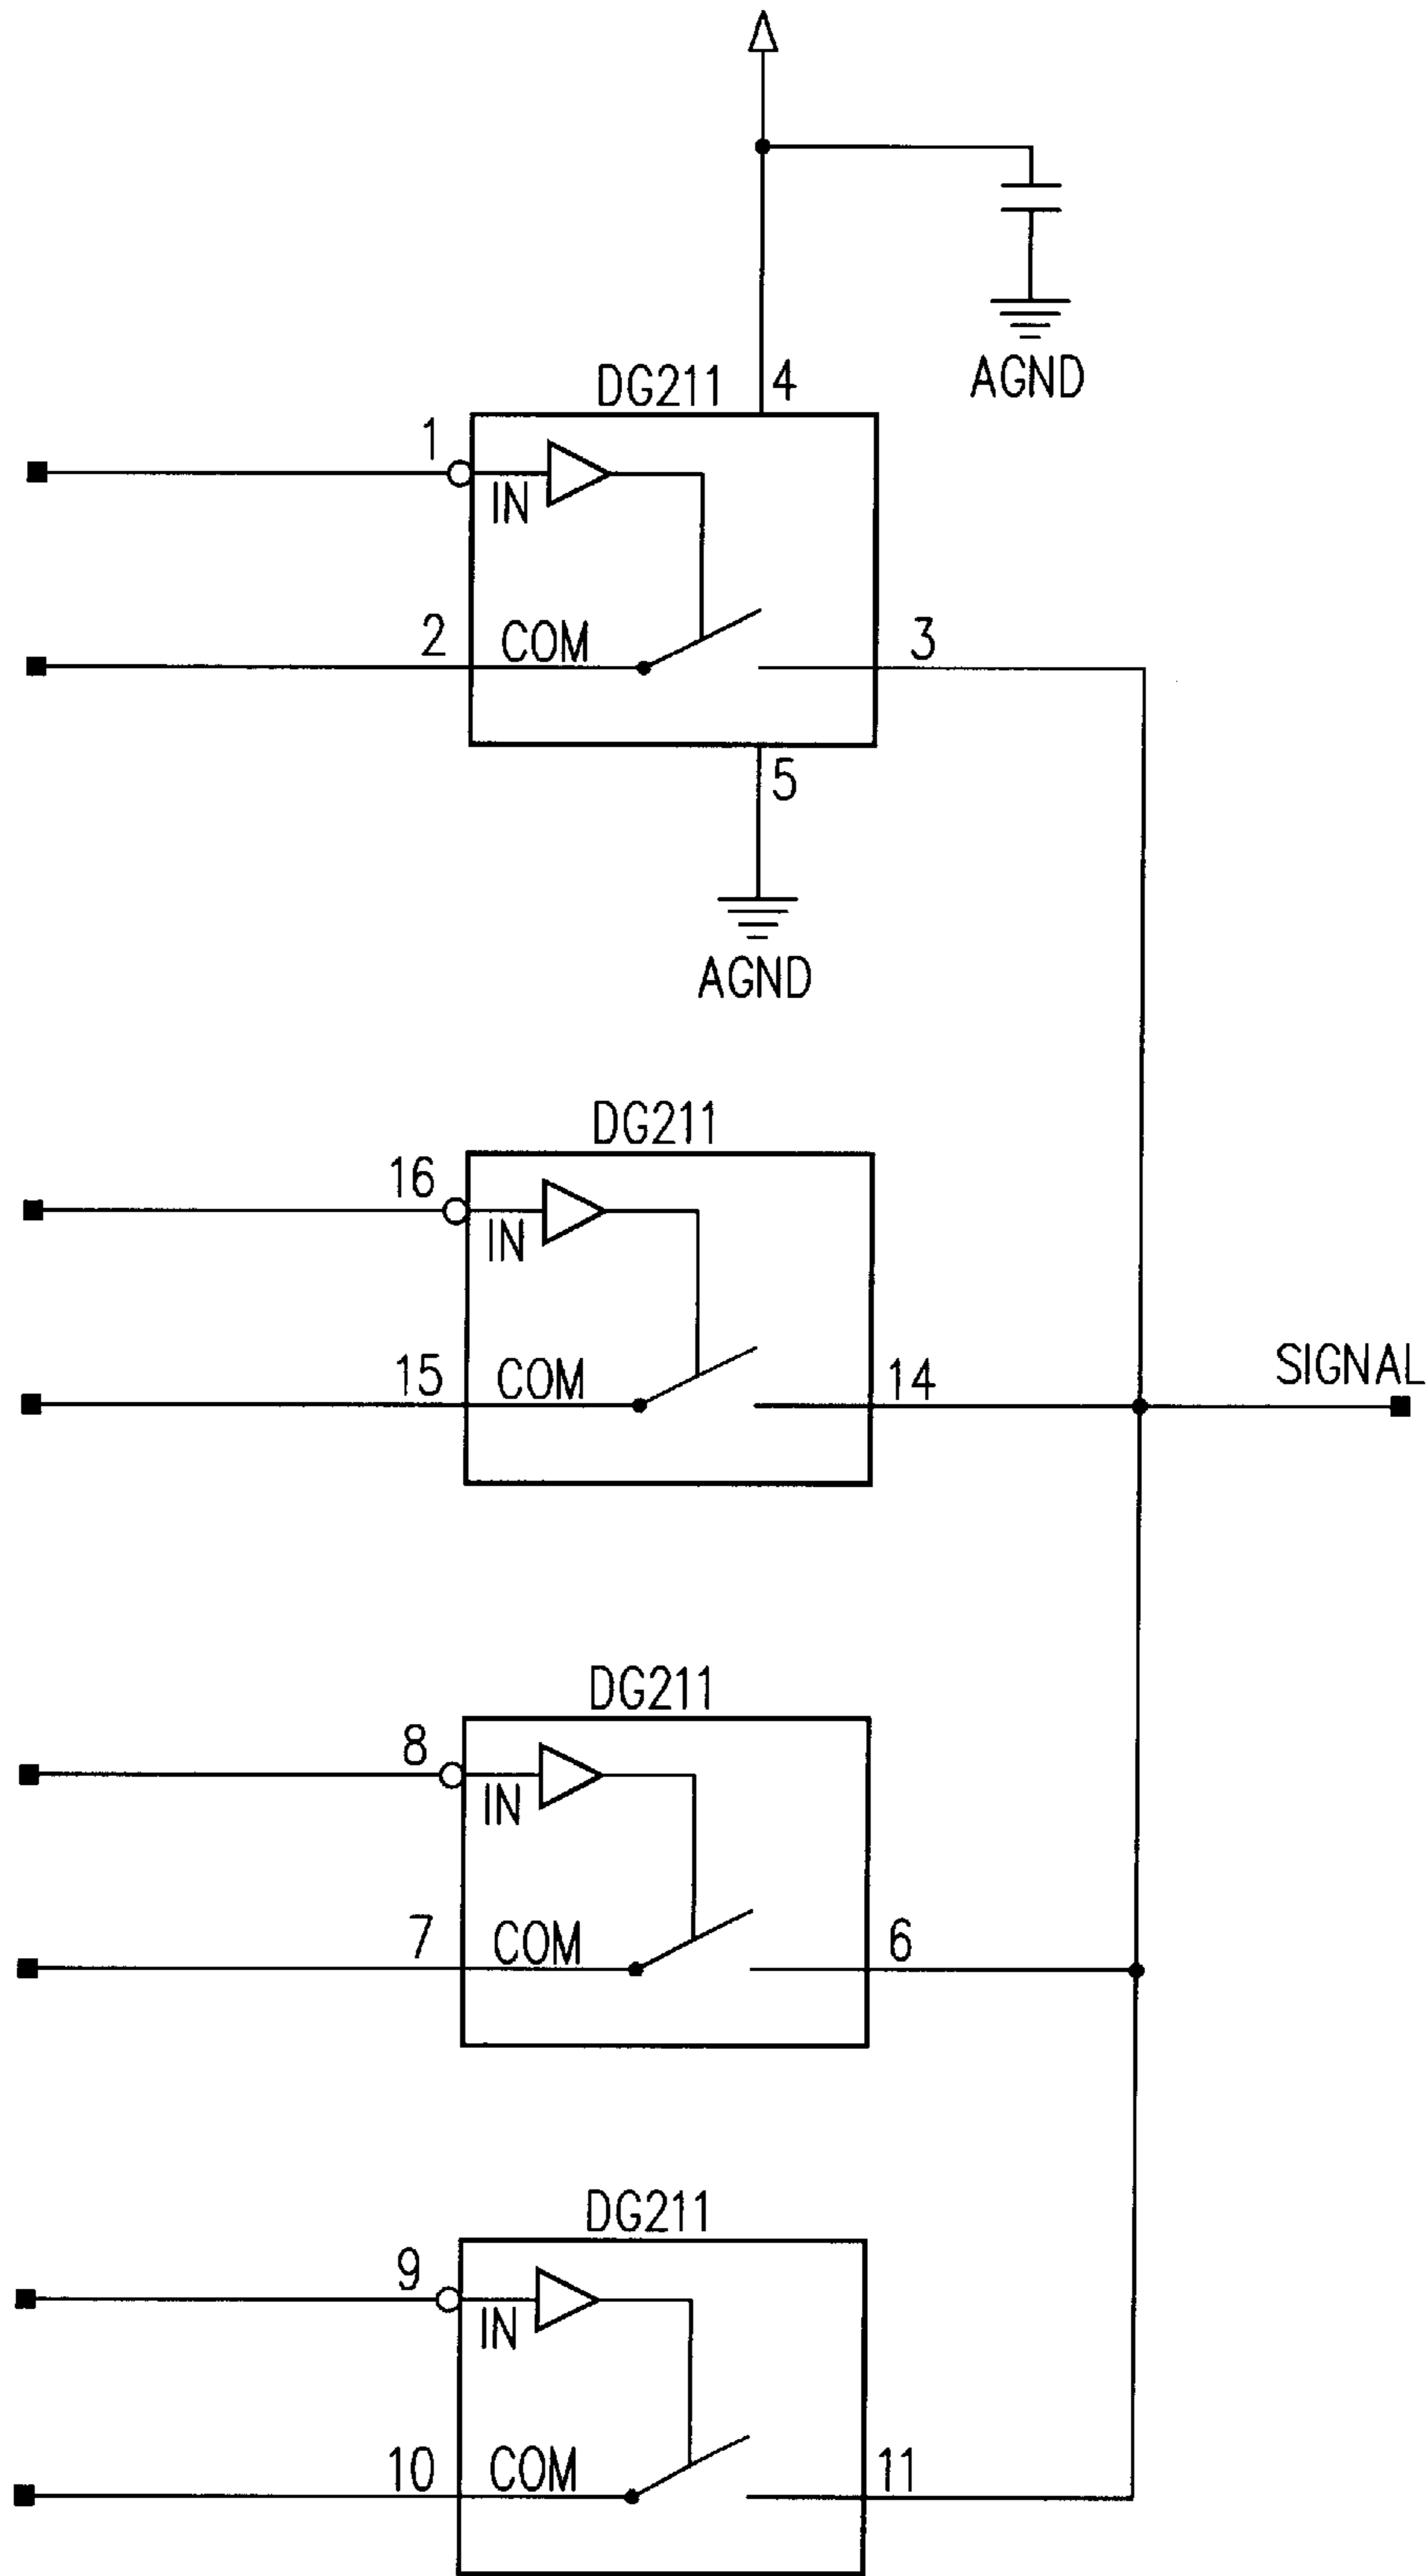 DG211 4
AGND
1
IN
2 COM 3
5
AGND
DG211
16
IN
15 COM 14
SIGNAL
DG211
8
IN
7 COM 6
DG211
9
IN
10 COM 11